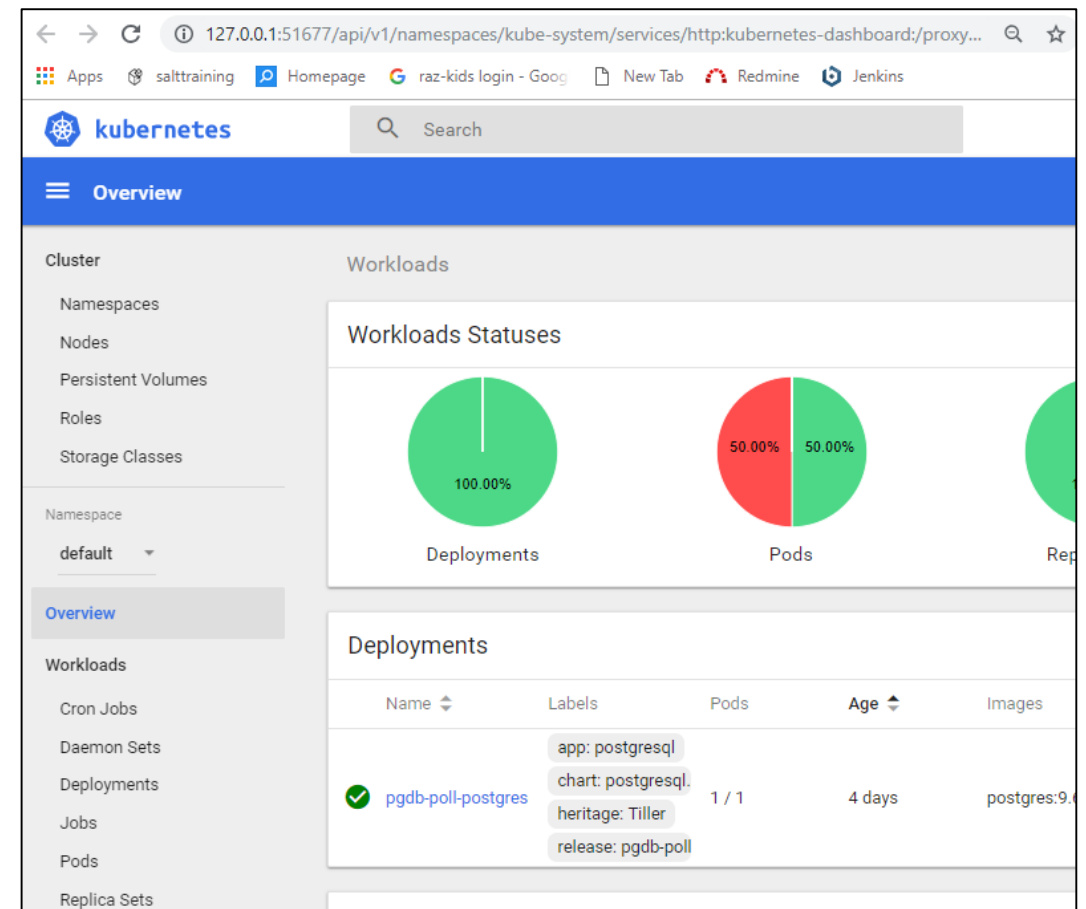 127.0.0.1:51677/api/v1/namespaces/kube-system/services/http:kubernetes-dashboard:/proxy...
Apps salttraining Homepage raz-kids login - Goog New Tab Redmine Jenkins
kubernetes Search
Overview
Cluster
Namespaces
Nodes
Persistent Volumes
Roles
Storage Classes
Namespace
default
Overview
Workloads
Cron Jobs
Daemon Sets
Deployments
Jobs
Pods
Replica Sets
Workloads
Workloads Statuses
100.00%
50.00% 50.00%
1
Deployments Pods Rep
Deployments
Name Labels Pods Age Images
pgdb-poll-postgres
app: postgresql
chart: postgresql.
heritage: Tiller
release: pgdb-poll
1 / 1
4 days
postgres:9.6